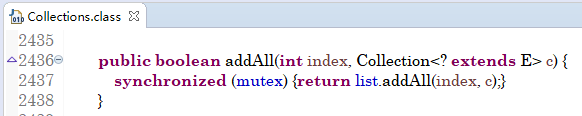 Collections.class
2435
2436 public boolean addAll(int index, Collection<? extends E> c) {
2437 synchronized (mutex) {return list.addAll(index, c);}
2438 }